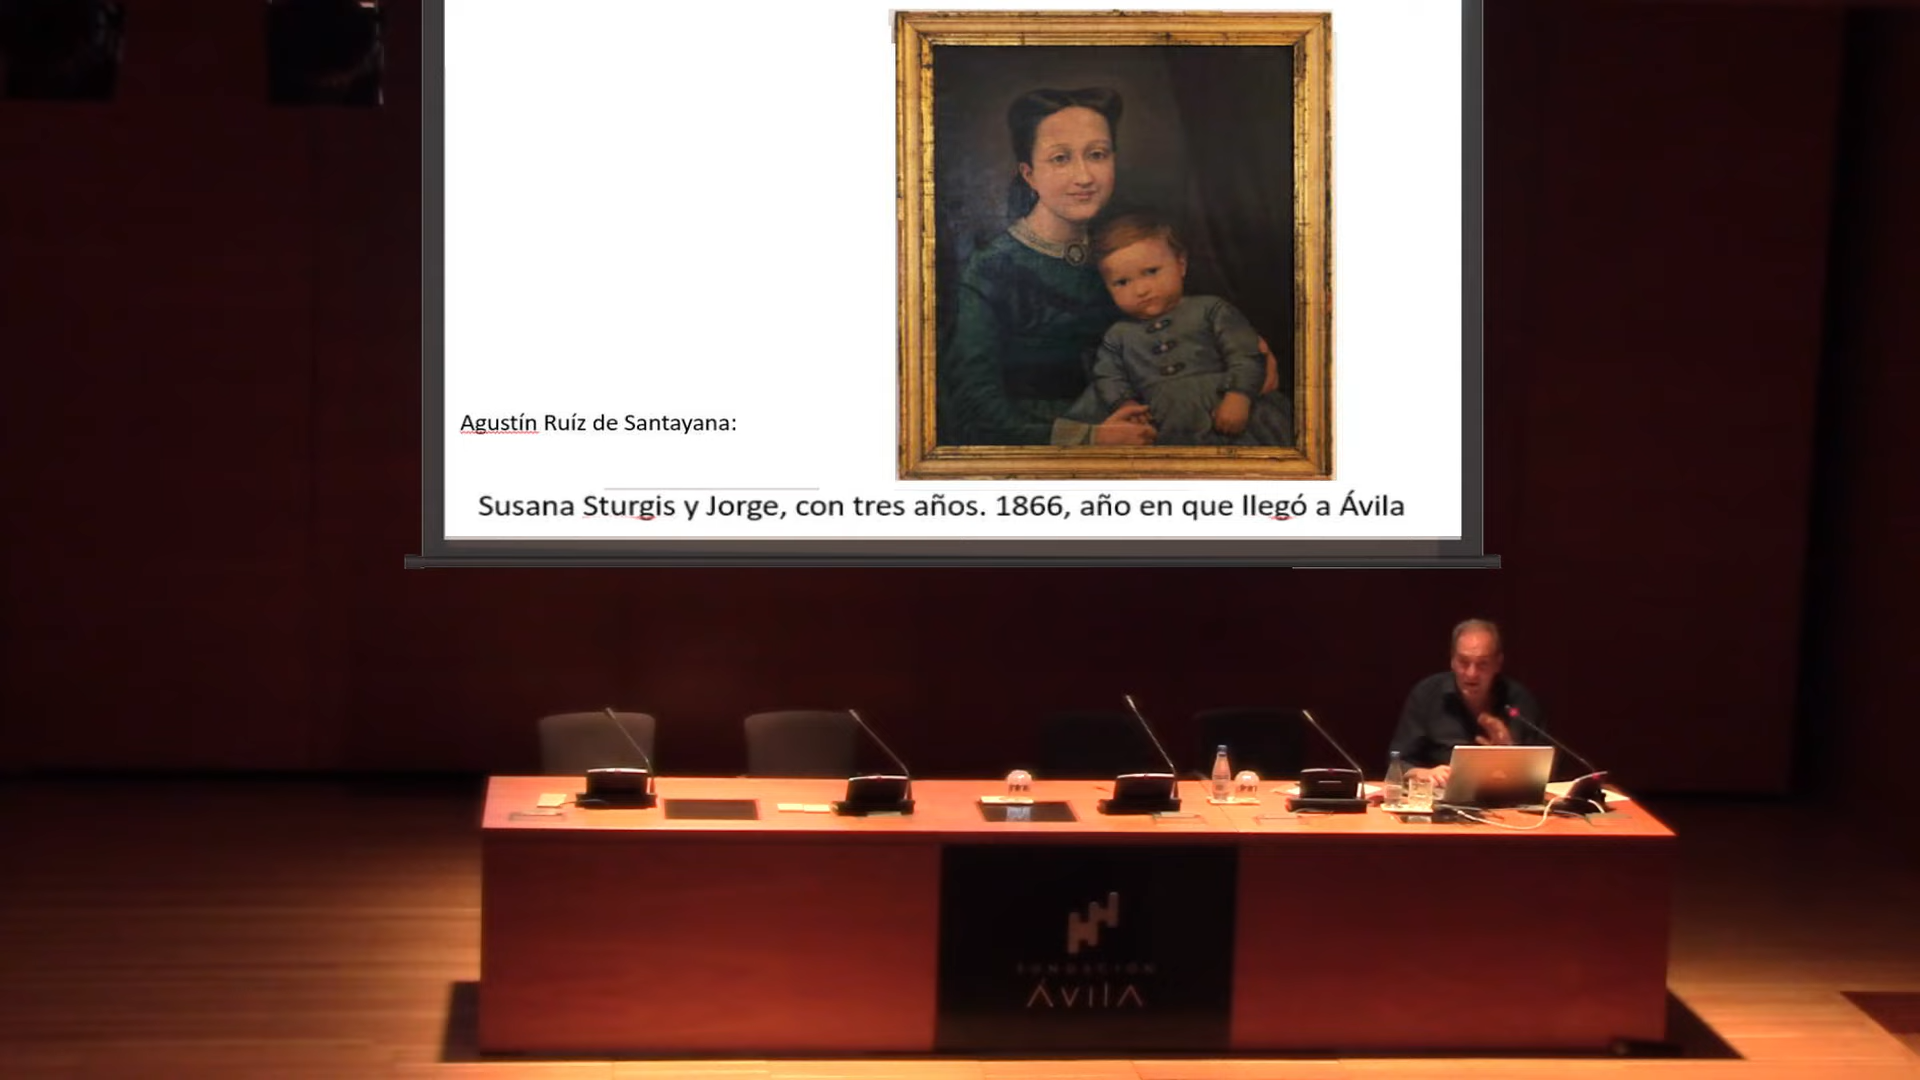 Agustín Ruíz de Santayana:
Susana Sturgis y Jorge, con tres años. 1866, año en que llegó a Ávila
FUNDACIÓN
ÁVILA